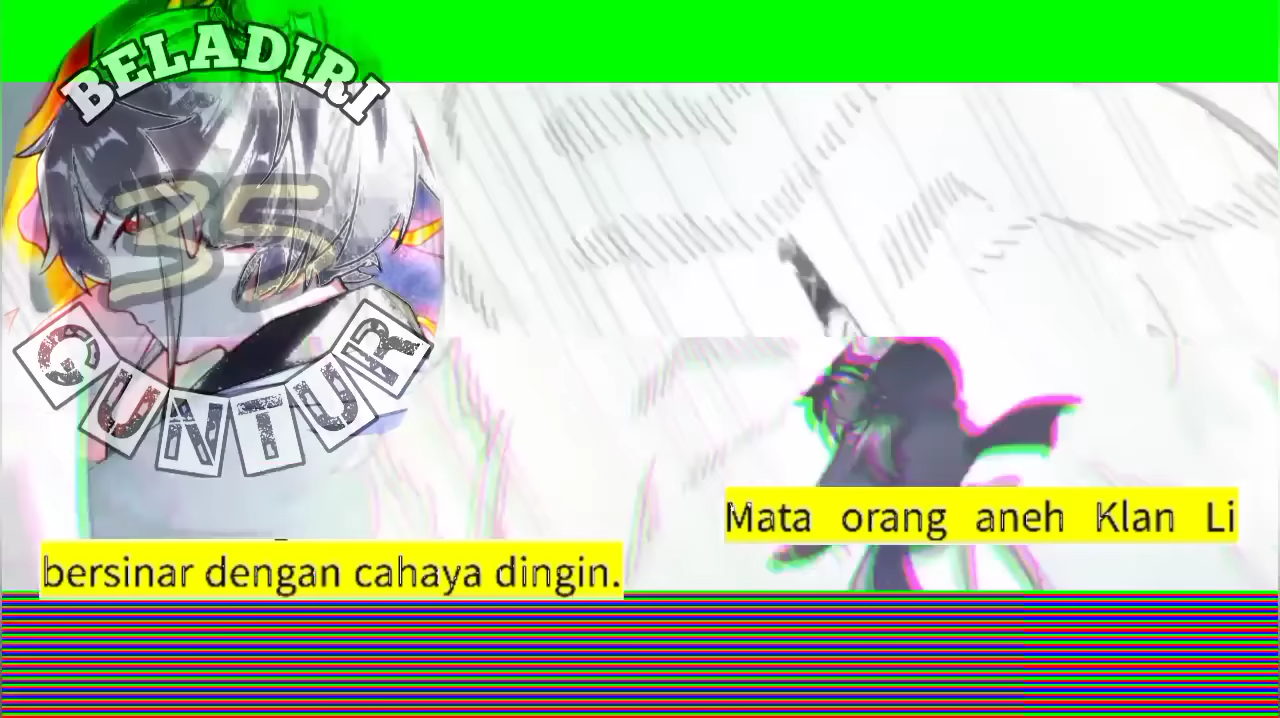 BELADIRI
35
GUNTUR
Mata orang aneh Klan Li
bersinar dengan cahaya dingin.